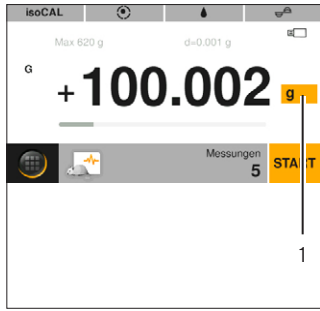 isoCAL
Max 620 g d=0.001 g
G
+100.002 g
Messungen
5
START
1